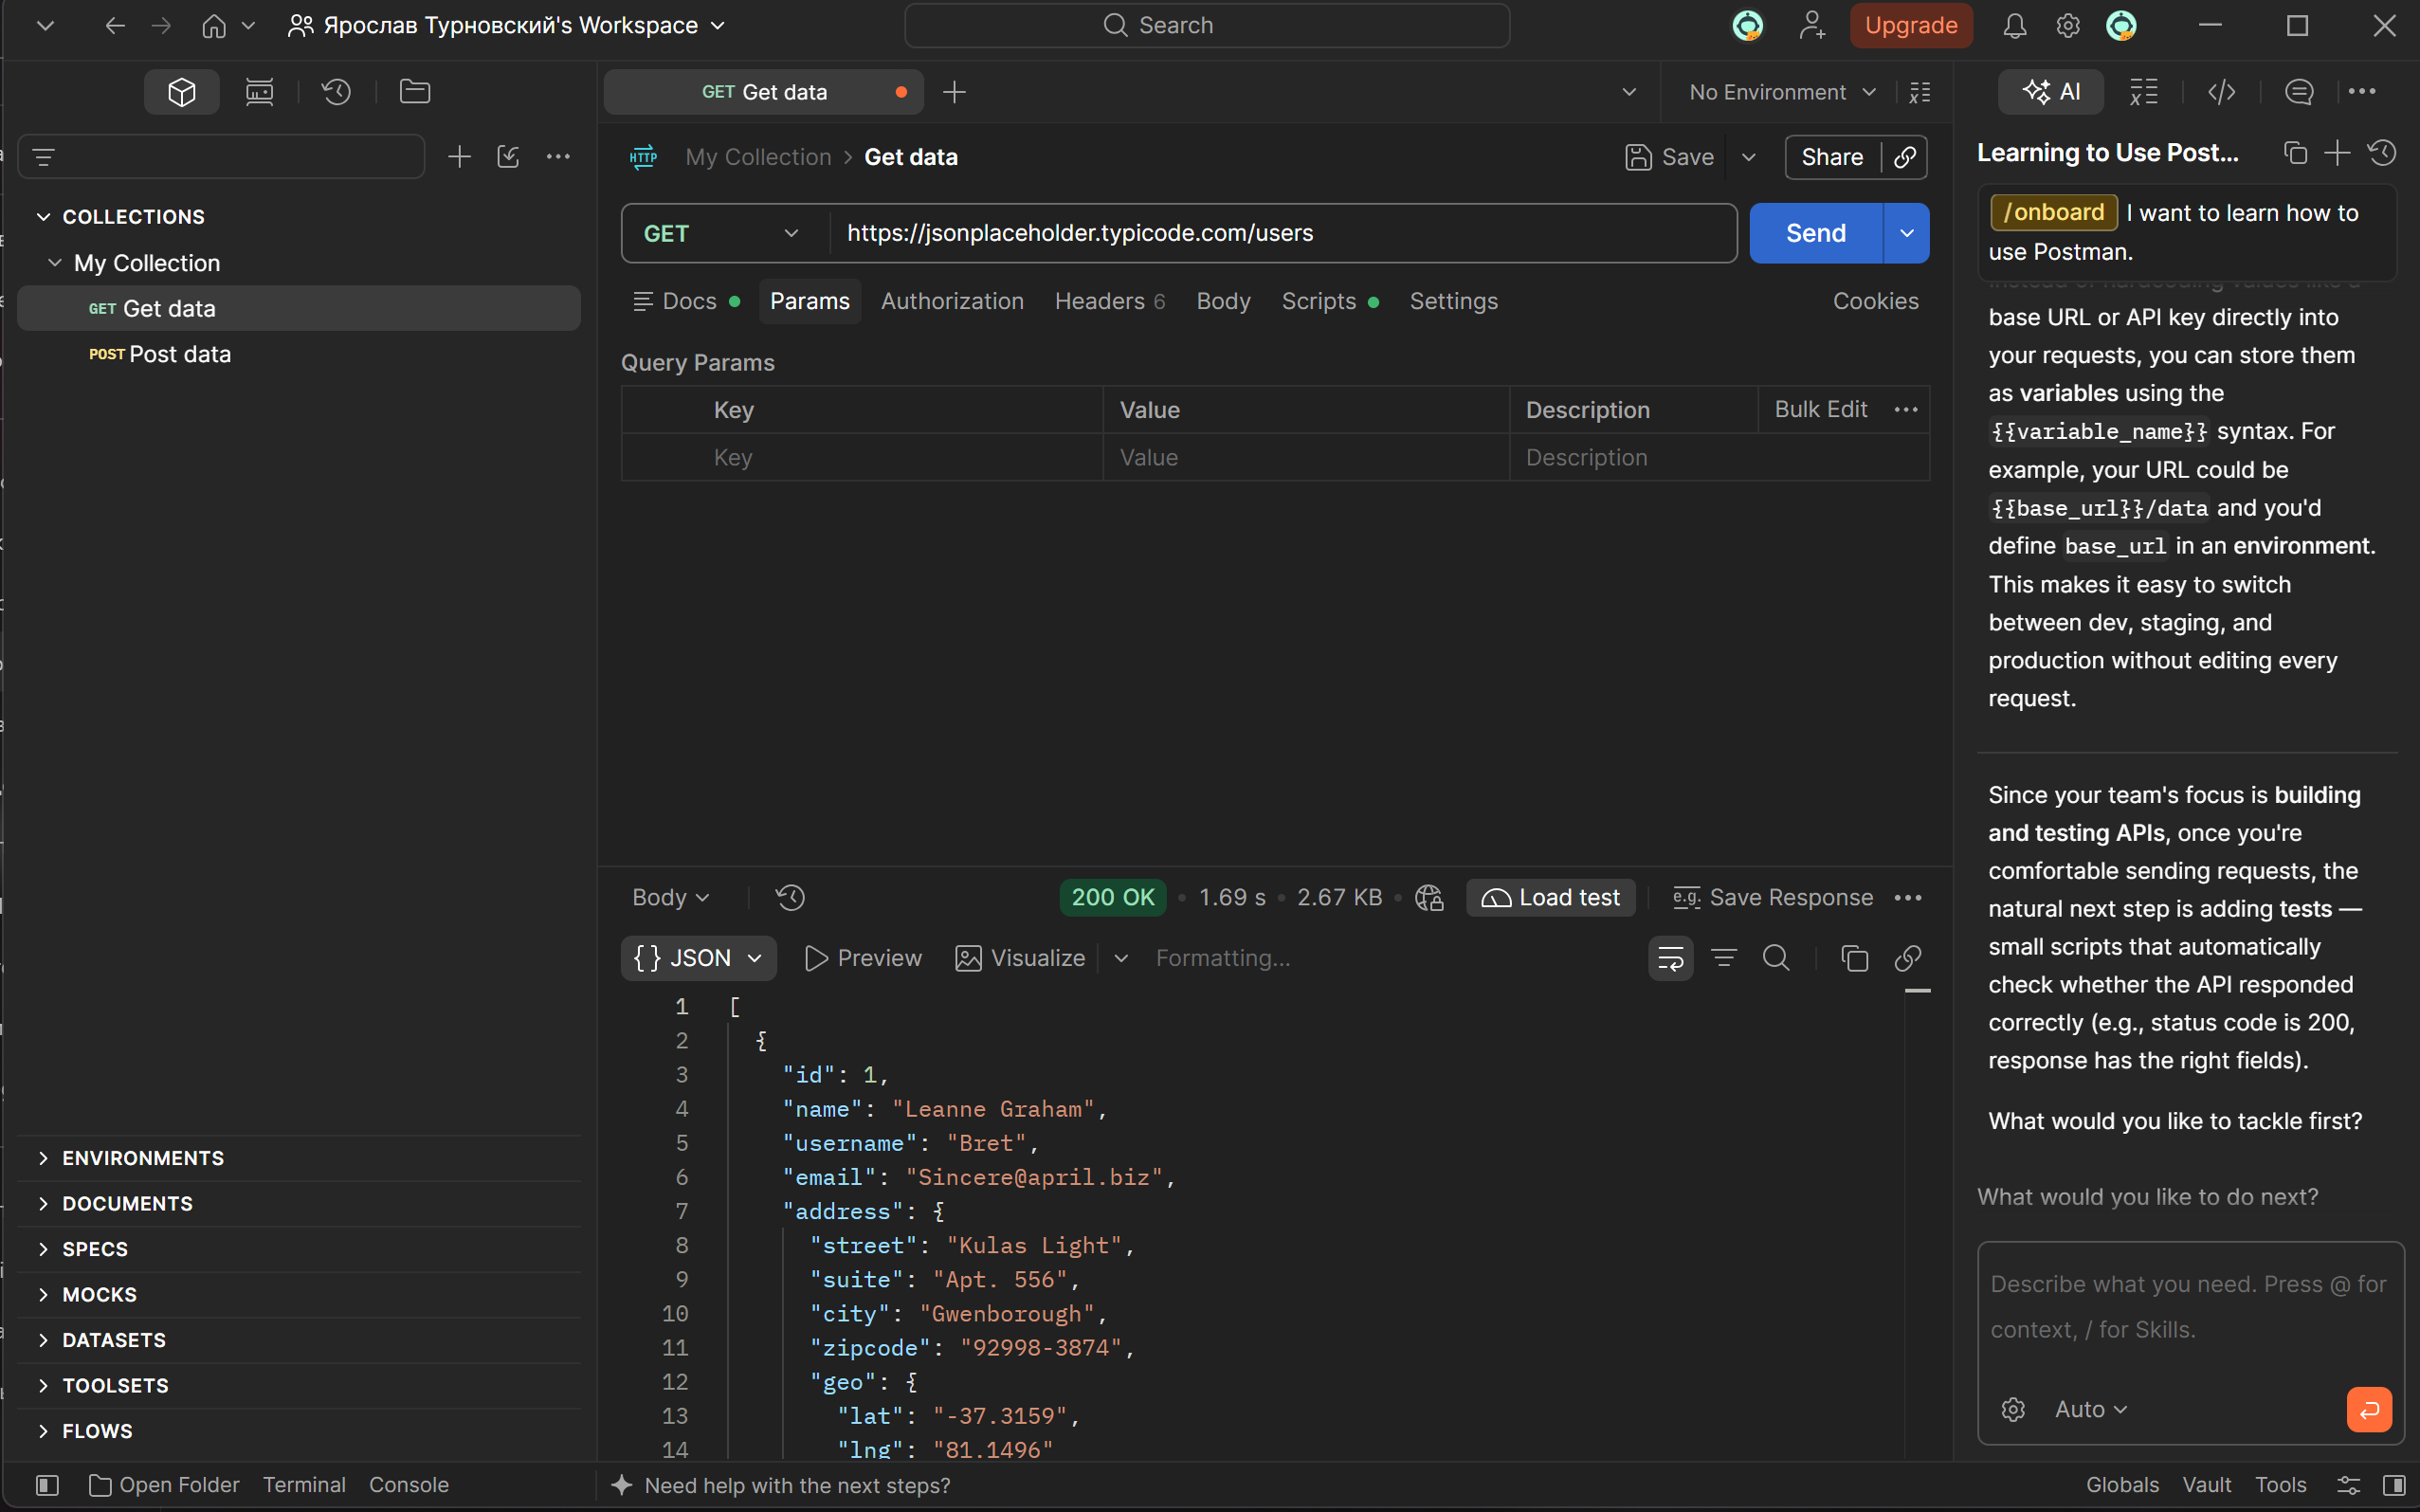 Ярослав Турновский's Workspace
Search
Upgrade
GET Get data
No Environment
AI
HTTP
My Collection > Get data
Save
Share
Learning to Use Post...
COLLECTIONS
My Collection
GET Get data
POST Post data
GET
https://jsonplaceholder.typicode.com/users
Send
Docs
Params
Authorization
Headers 6
Body
Scripts
Settings
Cookies
Query Params
Key Value Description Bulk Edit
Key Value Description
Body
200 OK • 1.69 s • 2.67 KB
Load test
e.g. Save Response
{ } JSON
Preview
Visualize
Formatting...
1 [
2 {
3 "id": 1,
4 "name": "Leanne Graham",
5 "username": "Bret",
6 "email": "Sincere@april.biz",
7 "address": {
8 "street": "Kulas Light",
9 "suite": "Apt. 556",
10 "city": "Gwenborough",
11 "zipcode": "92998-3874",
12 "geo": {
13 "lat": "-37.3159",
14 "lng": "81.1496"
/onboard I want to learn how to
use Postman.
base URL or API key directly into
your requests, you can store them
as variables using the
{{variable_name}} syntax. For
example, your URL could be
{{base_url}}/data and you'd
define base_url in an environment.
This makes it easy to switch
between dev, staging, and
production without editing every
request.
Since your team's focus is building
and testing APIs, once you're
comfortable sending requests, the
natural next step is adding tests —
small scripts that automatically
check whether the API responded
correctly (e.g., status code is 200,
response has the right fields).
What would you like to tackle first?
What would you like to do next?
Describe what you need. Press @ for
context, / for Skills.
Auto
ENVIRONMENTS
DOCUMENTS
SPECS
MOCKS
DATASETS
TOOLSETS
FLOWS
Open Folder
Terminal
Console
Need help with the next steps?
Globals
Vault
Tools